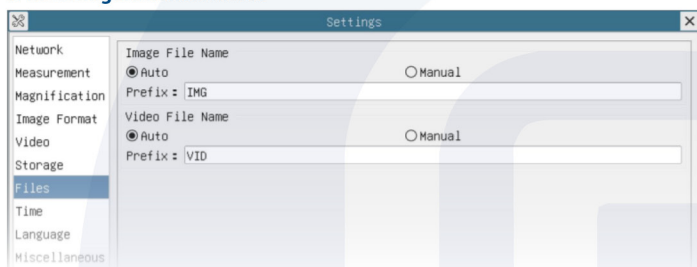 Settings
Network
Measurement
Magnification
Image Format
Video
Storage
Files
Time
Language
Miscellaneous
Image File Name
Auto Manual
Prefix: IMG
Video File Name
Auto Manual
Prefix: VID